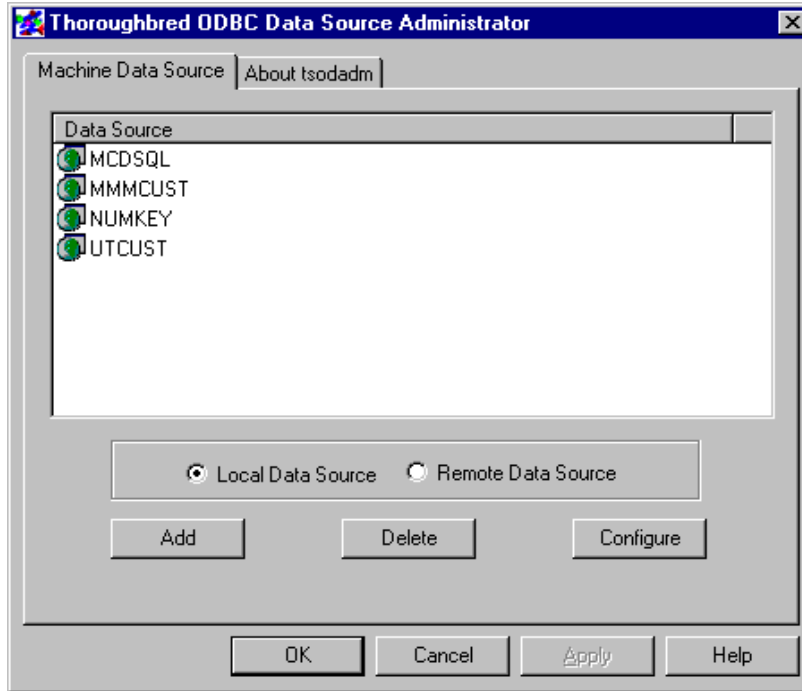 Thoroughbred ODBC Data Source Administrator
Machine Data Source About tsodadm
Data Source
MCDSQL
MMMCUST
NUMKEY
UTCUST
Local Data Source Remote Data Source
Add Delete Configure
OK Cancel Apply Help